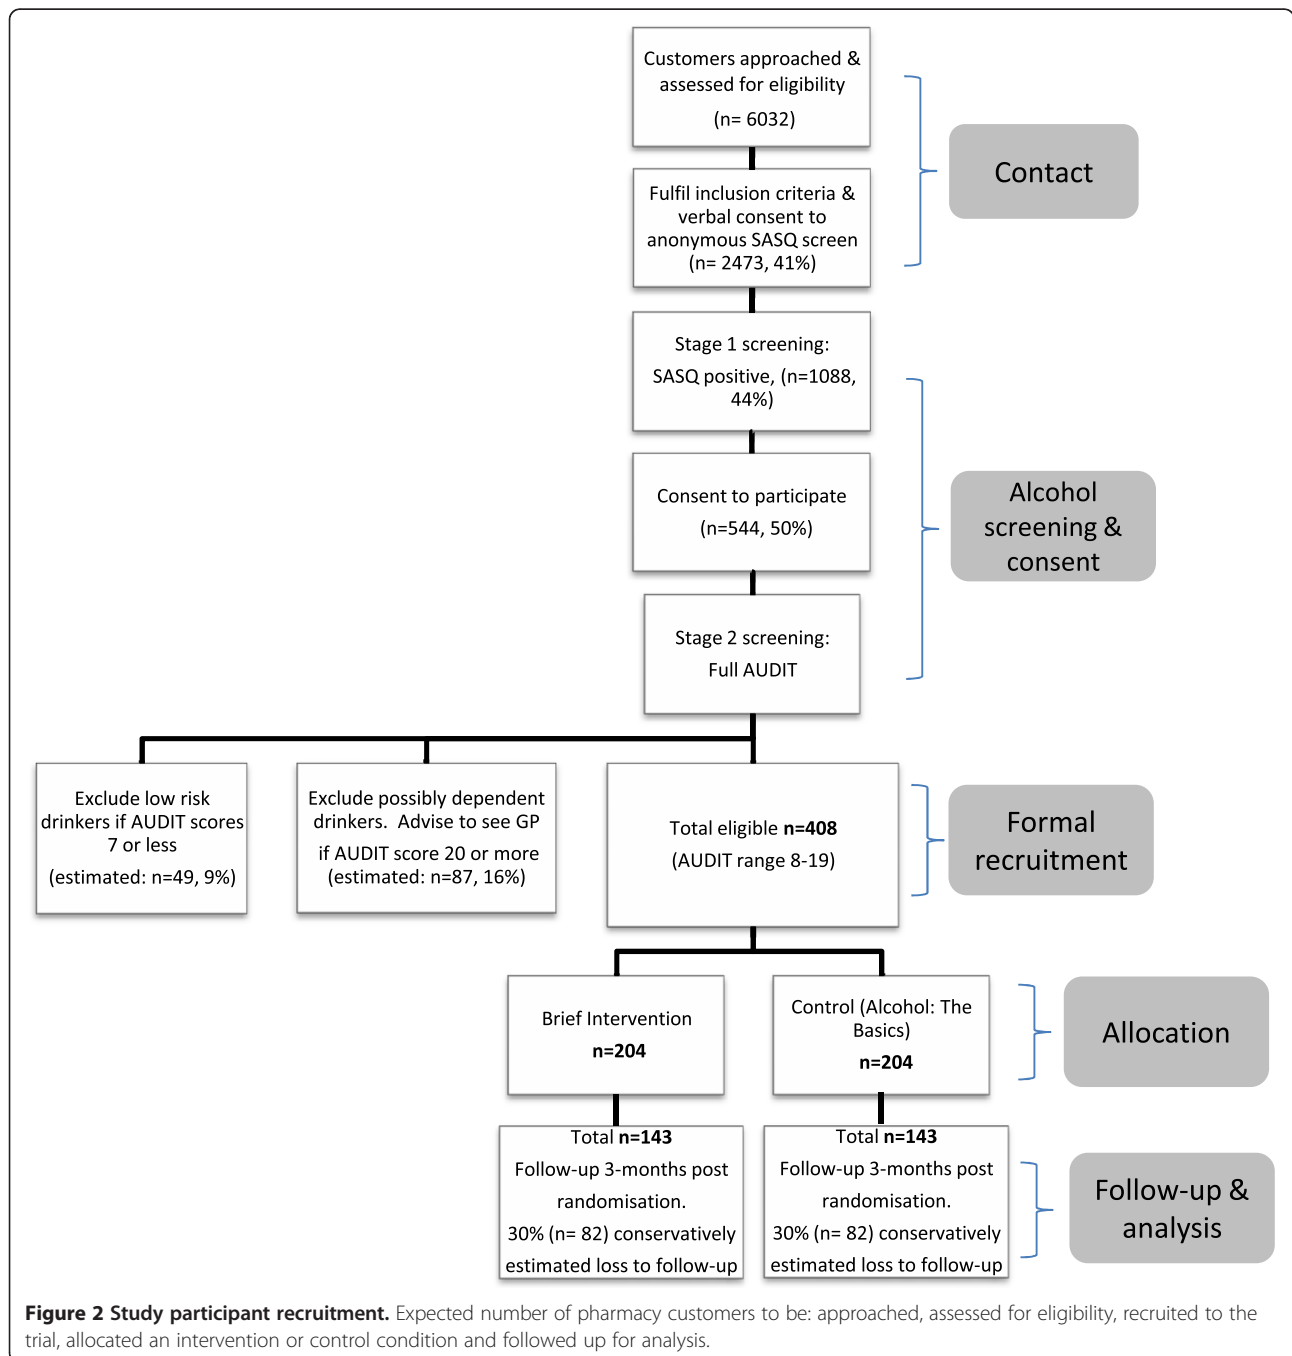 Customers approached &
assessed for eligibility
(n= 6032)
Contact
Fulfil inclusion criteria &
verbal consent to
anonymous SASQ screen
(n= 2473, 41%)
Stage 1 screening:
SASQ positive, (n=1088,
44%)
Consent to participate
(n=544, 50%)
Alcohol
screening &
consent
Stage 2 screening:
Full AUDIT
Exclude low risk
drinkers if AUDIT scores
7 or less
(estimated: n=49, 9%)
Exclude possibly dependent
drinkers. Advise to see GP
if AUDIT score 20 or more
(estimated: n=87, 16%)
Total eligible n=408
(AUDIT range 8-19)
Formal
recruitment
Brief Intervention
n=204
Control (Alcohol: The
Basics)
n=204
Allocation
Total n=143
Follow-up 3-months post
randomisation.
30% (n= 82) conservatively
estimated loss to follow-up
Total n=143
Follow-up 3-months post
randomisation.
30% (n= 82) conservatively
estimated loss to follow-up
Follow-up &
analysis
Figure 2 Study participant recruitment. Expected number of pharmacy customers to be: approached, assessed for eligibility, recruited to the
trial, allocated an intervention or control condition and followed up for analysis.